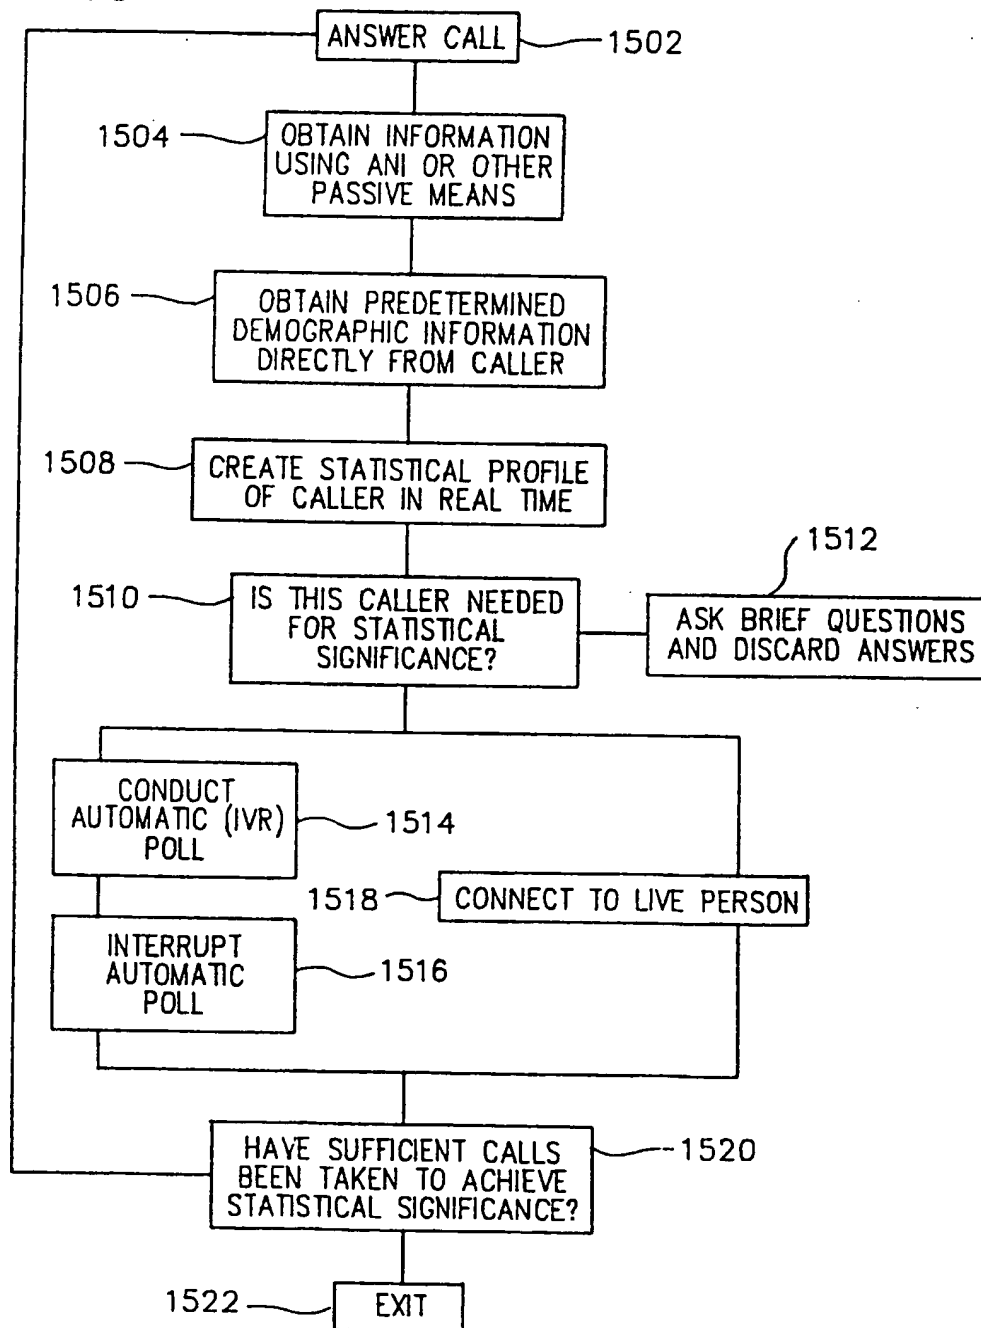 ANSWER CALL
1502
1504
OBTAIN INFORMATION
USING ANI OR OTHER
PASSIVE MEANS
1506
OBTAIN PREDETERMINED
DEMOGRAPHIC INFORMATION
DIRECTLY FROM CALLER
1508
CREATE STATISTICAL PROFILE
OF CALLER IN REAL TIME
1510
IS THIS CALLER NEEDED
FOR STATISTICAL
SIGNIFICANCE?
1512
ASK BRIEF QUESTIONS
AND DISCARD ANSWERS
CONDUCT
AUTOMATIC (IVR)
POLL
1514
1518
CONNECT TO LIVE PERSON
INTERRUPT
AUTOMATIC
POLL
1516
HAVE SUFFICIENT CALLS
BEEN TAKEN TO ACHIEVE
STATISTICAL SIGNIFICANCE?
1520
1522
EXIT